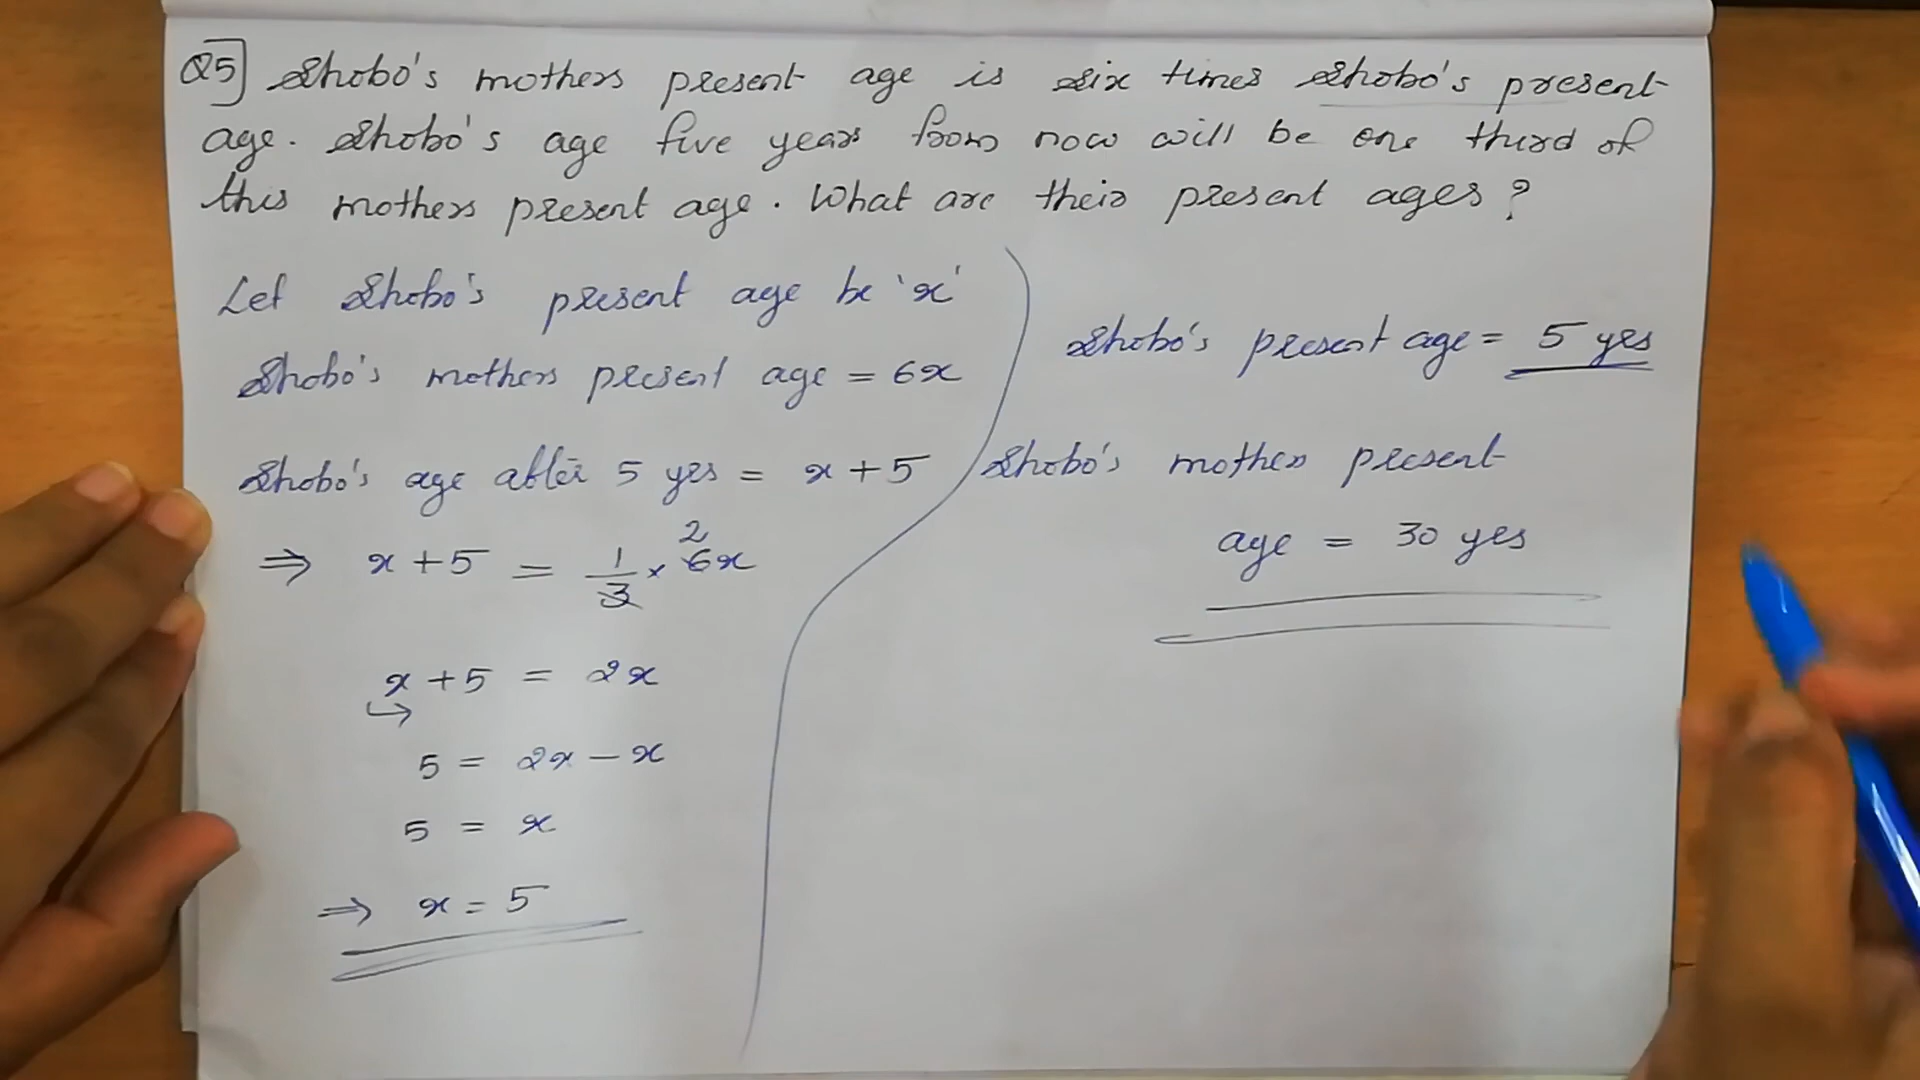 Q5] Shobo's mothers present age is six times Shobo's present
age. Shobo's age five years from now will be one third of
this mothers present age. What are their present ages?
Let Shobo's present age be 'x'
Shobo's mothers present age = 6x
Shobo's age after 5 yrs = x + 5
⇒ x + 5 = 1/3 × 6x 2
x + 5 = 2x
5 = 2x - x
5 = x
⇒ x = 5
Shobo's present age = 5 yrs
Shobo's mother present
age = 30 yrs